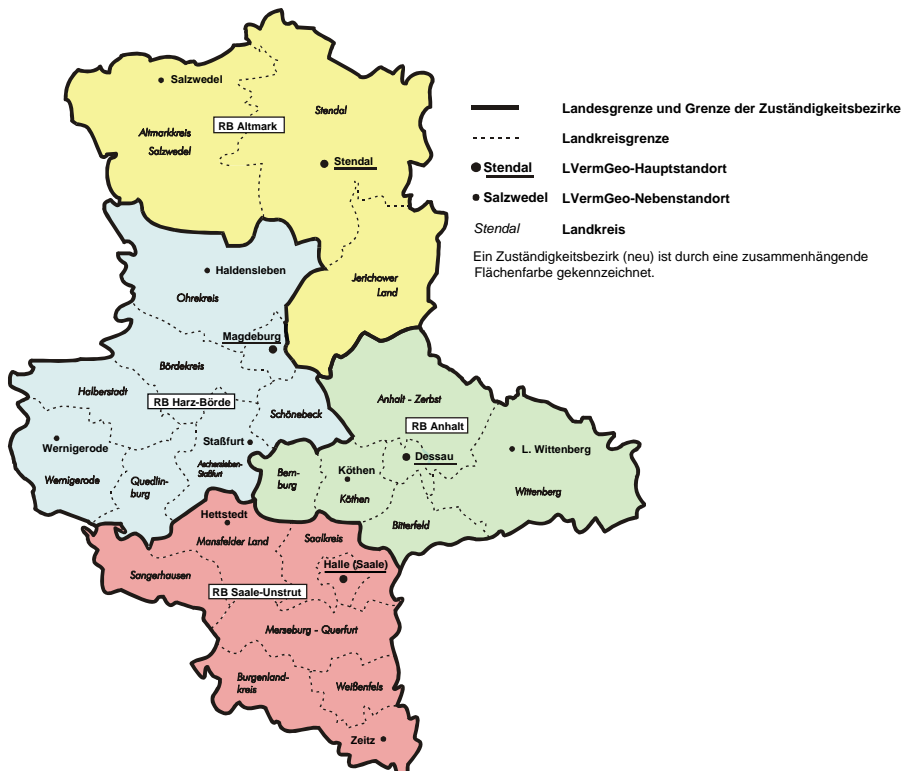 Salzwedel
Stendal
RB Altmark
Altmarkkreis
Salzwedel
Stendal
Jerichower
Land
Haldensleben
Ohrekreis
Magdeburg
Bördekreis
Halberstadt
RB Harz-Börde
Schönebeck
Wernigerode
Staßfurt
Wernigerode
Quedlin-
burg
Aschersleben-
Staßfurt
Anhalt - Zerbst
RB Anhalt
L. Wittenberg
Dessau
Bern-
burg
Köthen
Köthen
Wittenberg
Bitterfeld
Hettstedt
Mansfelder Land
Saalkreis
Halle (Saale)
Sangerhausen
RB Saale-Unstrut
Merseburg - Querfurt
Burgenland-
kreis
Weißenfels
Zeitz
Landesgrenze und Grenze der Zuständigkeitsbezirke
Landkreisgrenze
Stendal LVermGeo-Hauptstandort
Salzwedel LVermGeo-Nebenstandort
Stendal Landkreis
Ein Zuständigkeitsbezirk (neu) ist durch eine zusammenhängende
Flächenfarbe gekennzeichnet.